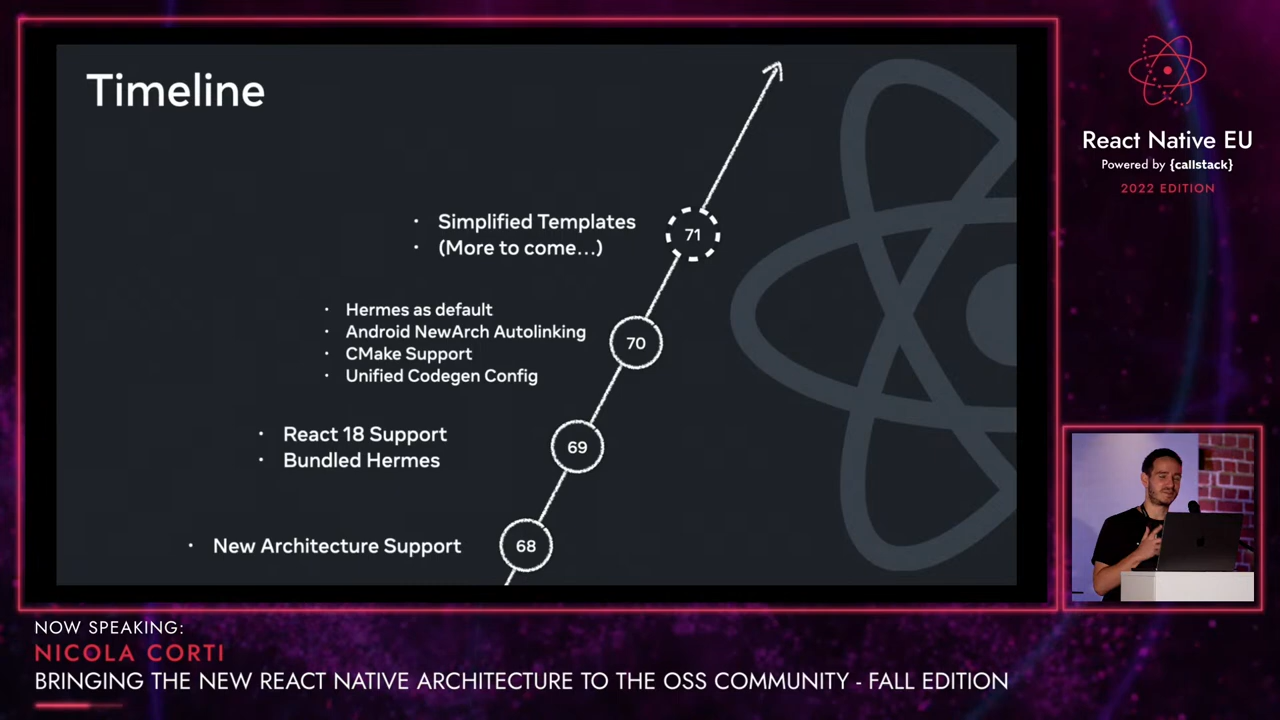 Timeline
• Simplified Templates
• (More to come...)
71
• Hermes as default
• Android NewArch Autolinking
• CMake Support
• Unified Codegen Config
70
• React 18 Support
• Bundled Hermes
69
• New Architecture Support
68
React Native EU
Powered by {callstack}
2022 EDITION
NOW SPEAKING:
NICOLA CORTI
BRINGING THE NEW REACT NATIVE ARCHITECTURE TO THE OSS COMMUNITY - FALL EDITION